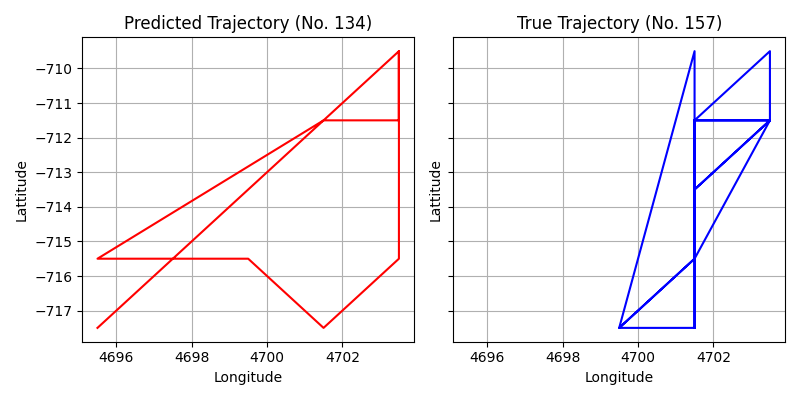 Predicted Trajectory (No. 134)
True Trajectory (No. 157)
Lattitude
−710
−711
−712
−713
−714
−715
−716
−717
4696
4698
4700
4702
Longitude
Lattitude
4696
4698
4700
4702
Longitude